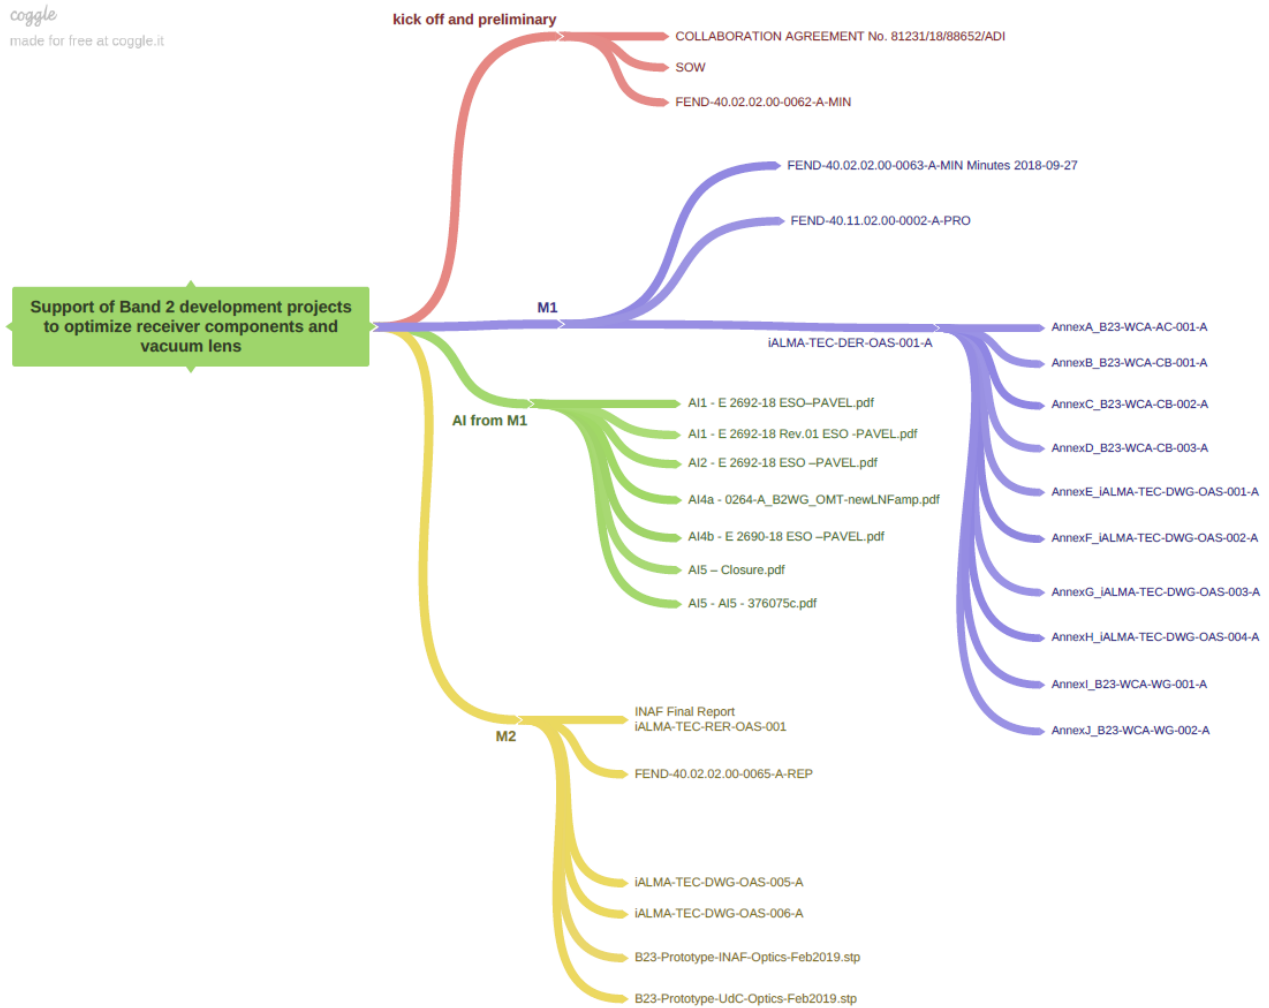 coggle
made for free at coggle.it
kick off and preliminary
COLLABORATION AGREEMENT No. 81231/18/88652/ADI
SOW
FEND-40.02.02.00-0062-A-MIN
Support of Band 2 development projects
to optimize receiver components and
vacuum lens
M1
FEND-40.02.02.00-0063-A-MIN Minutes 2018-09-27
FEND-40.11.02.00-0002-A-PRO
iALMA-TEC-DER-OAS-001-A
AnnexA_B23-WCA-AC-001-A
AnnexB_B23-WCA-CB-001-A
AnnexC_B23-WCA-CB-002-A
AnnexD_B23-WCA-CB-003-A
AnnexE_iALMA-TEC-DWG-OAS-001-A
AnnexF_iALMA-TEC-DWG-OAS-002-A
AnnexG_iALMA-TEC-DWG-OAS-003-A
AnnexH_iALMA-TEC-DWG-OAS-004-A
AnnexI_B23-WCA-WG-001-A
AnnexJ_B23-WCA-WG-002-A
AI from M1
AI1 - E 2692-18 ESO–PAVEL.pdf
AI1 - E 2692-18 Rev.01 ESO -PAVEL.pdf
AI2 - E 2692-18 ESO –PAVEL.pdf
AI4a - 0264-A_B2WG_OMT-newLNFamp.pdf
AI4b - E 2690-18 ESO –PAVEL.pdf
AI5 – Closure.pdf
AI5 - AI5 - 376075c.pdf
M2
INAF Final Report
iALMA-TEC-RER-OAS-001
FEND-40.02.02.00-0065-A-REP
iALMA-TEC-DWG-OAS-005-A
iALMA-TEC-DWG-OAS-006-A
B23-Prototype-INAF-Optics-Feb2019.stp
B23-Prototype-UdC-Optics-Feb2019.stp